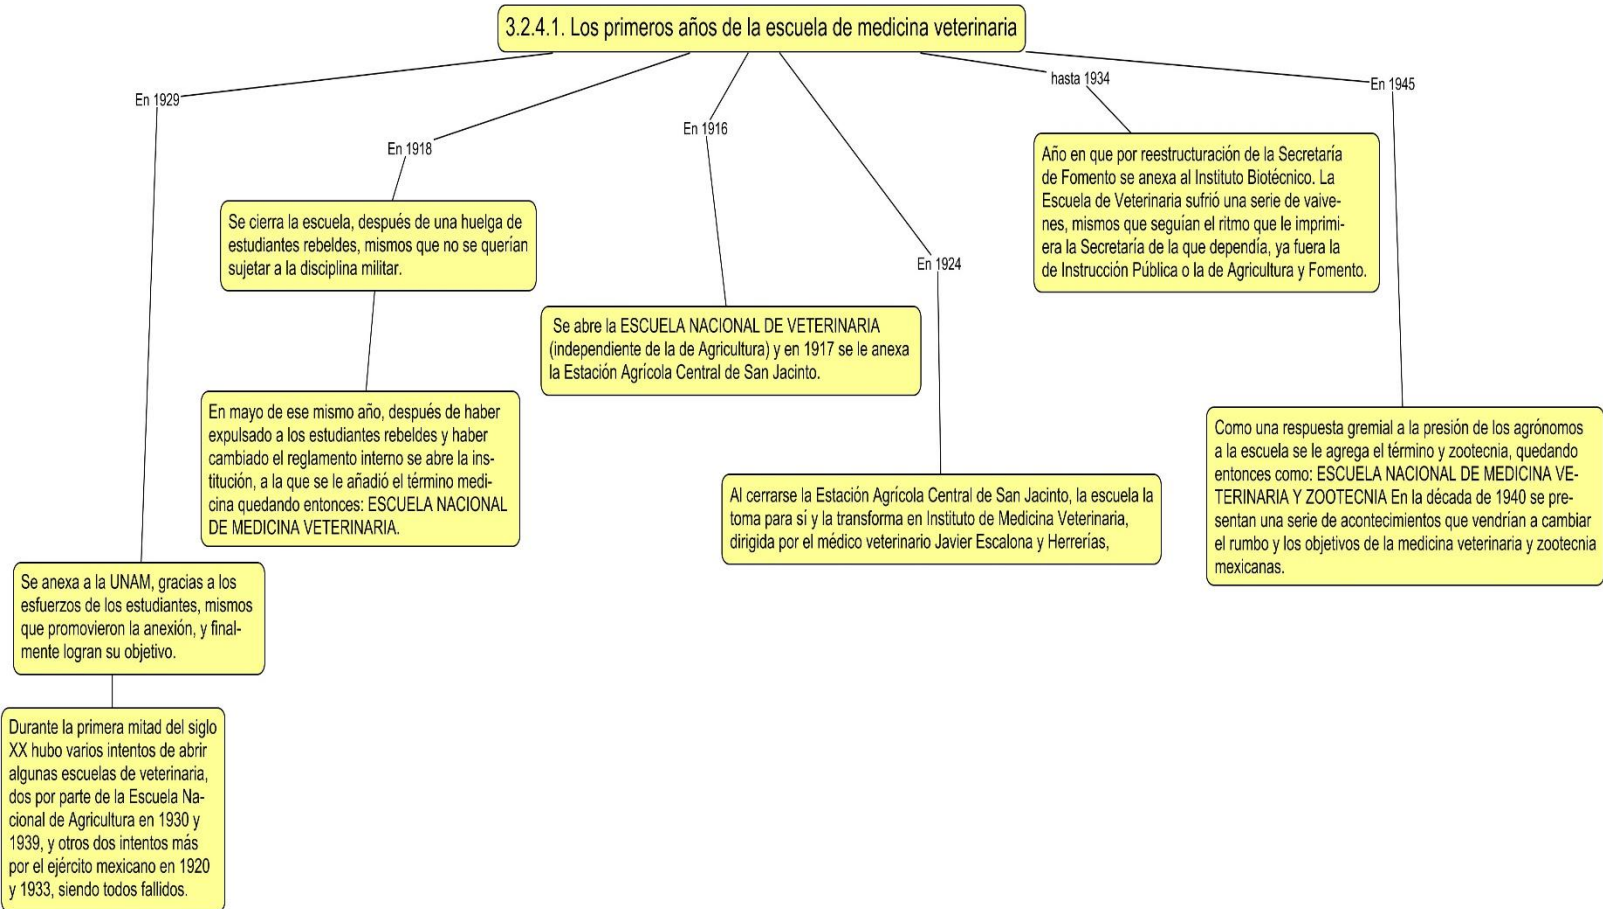 3.2.4.1. Los primeros años de la escuela de medicina veterinaria
En 1929
Se anexa a la UNAM, gracias a los
esfuerzos de los estudiantes, mismos
que promovieron la anexión, y final-
mente logran su objetivo.
Durante la primera mitad del siglo
XX hubo varios intentos de abrir
algunas escuelas de veterinaria,
dos por parte de la Escuela Na-
cional de Agricultura en 1930 y
1939, y otros dos intentos más
por el ejército mexicano en 1920
y 1933, siendo todos fallidos.
En 1918
Se cierra la escuela, después de una huelga de
estudiantes rebeldes, mismos que no se querían
sujetar a la disciplina militar.
En mayo de ese mismo año, después de haber
expulsado a los estudiantes rebeldes y haber
cambiado el reglamento interno se abre la ins-
titución, a la que se le añadió el término medi-
cina quedando entonces: ESCUELA NACIONAL
DE MEDICINA VETERINARIA.
En 1916
Se abre la ESCUELA NACIONAL DE VETERINARIA
(independiente de la de Agricultura) y en 1917 se le anexa
la Estación Agrícola Central de San Jacinto.
En 1924
Al cerrarse la Estación Agrícola Central de San Jacinto, la escuela la
toma para sí y la transforma en Instituto de Medicina Veterinaria,
dirigida por el médico veterinario Javier Escalona y Herrerías,
hasta 1934
Año en que por reestructuración de la Secretaría
de Fomento se anexa al Instituto Biotécnico. La
Escuela de Veterinaria sufrió una serie de vaive-
nes, mismos que seguían el ritmo que le imprimi-
era la Secretaría de la que dependía, ya fuera la
de Instrucción Pública o la de Agricultura y Fomento.
En 1945
Como una respuesta gremial a la presión de los agrónomos
a la escuela se le agrega el término y zootecnia, quedando
entonces como: ESCUELA NACIONAL DE MEDICINA VE-
TERINARIA Y ZOOTECNIA En la década de 1940 se pre-
sentan una serie de acontecimientos que vendrían a cambiar
el rumbo y los objetivos de la medicina veterinaria y zootecnia
mexicanas.